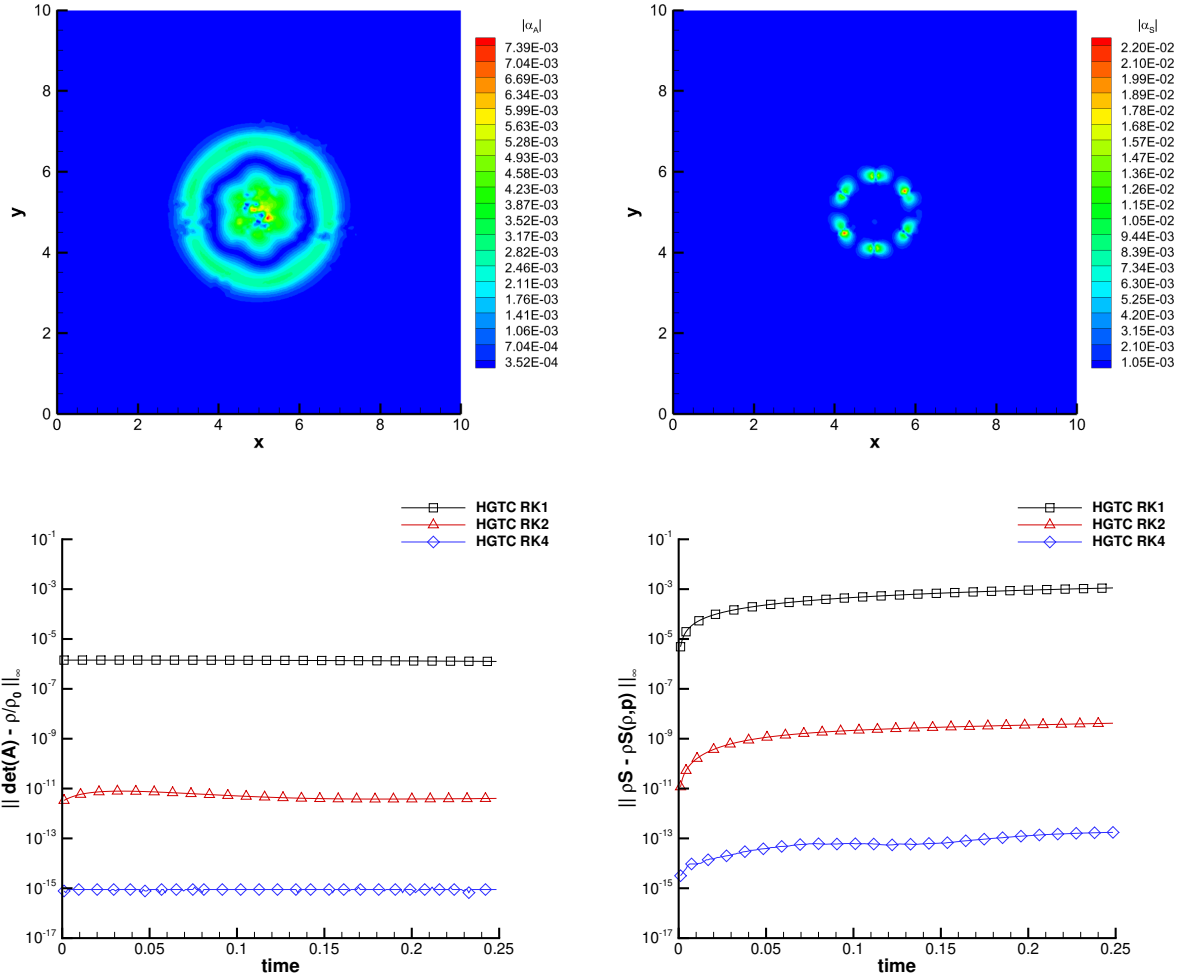 |α_A|
7.39E-03
7.04E-03
6.69E-03
6.34E-03
5.99E-03
5.63E-03
5.28E-03
4.93E-03
4.58E-03
4.23E-03
3.87E-03
3.52E-03
3.17E-03
2.82E-03
2.46E-03
2.11E-03
1.76E-03
1.41E-03
1.06E-03
7.04E-04
3.52E-04
10
8
6
4
2
0
y
0 2 4 6 8 10
x
|α_S|
2.20E-02
2.10E-02
1.99E-02
1.89E-02
1.78E-02
1.68E-02
1.57E-02
1.47E-02
1.36E-02
1.26E-02
1.15E-02
1.05E-02
9.44E-03
8.39E-03
7.34E-03
6.30E-03
5.25E-03
4.20E-03
3.15E-03
2.10E-03
1.05E-03
10
8
6
4
2
0
y
0 2 4 6 8 10
x
HGTC RK1
HGTC RK2
HGTC RK4
10^-1
10^-3
10^-5
10^-7
10^-9
10^-11
10^-13
10^-15
10^-17
|| det(A) - ρ/ρ_0 ||_∞
0 0.05 0.1 0.15 0.2 0.25
time
HGTC RK1
HGTC RK2
HGTC RK4
10^-1
10^-3
10^-5
10^-7
10^-9
10^-11
10^-13
10^-15
10^-17
|| ρS - ρS(ρ,p) ||_∞
0 0.05 0.1 0.15 0.2 0.25
time